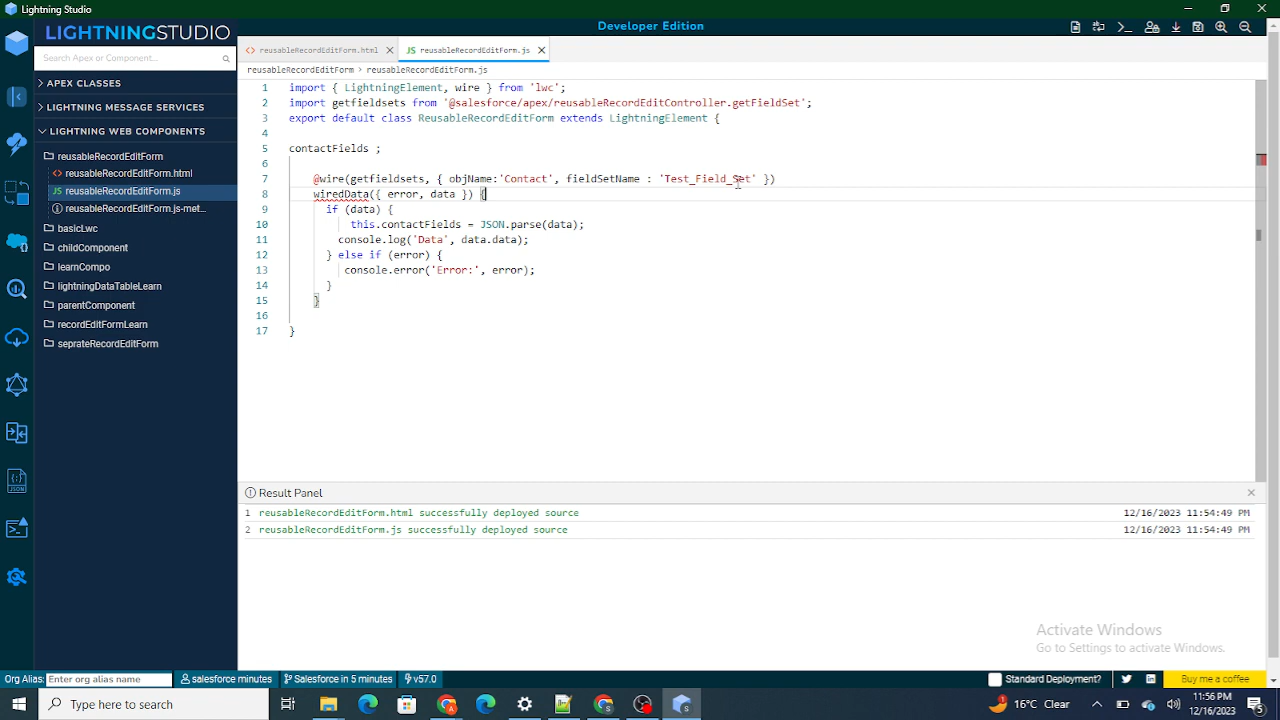 Lightning Studio
LIGHTNINGSTUDIO
Developer Edition
Search Apex or Component...
APEX CLASSES
LIGHTNING MESSAGE SERVICES
LIGHTNING WEB COMPONENTS
reusableRecordEditForm
<> reusableRecordEditForm.html
JS reusableRecordEditForm.js
reusableRecordEditForm.js-met...
basicLwc
childComponent
learnCompo
lightningDataTableLearn
parentComponent
recordEditFormLearn
seprateRecordEditForm
<> reusableRecordEditForm.html
JS reusableRecordEditForm.js
reusableRecordEditForm > reusableRecordEditForm.js
1 import { LightningElement, wire } from 'lwc';
2 import getfieldsets from '@salesforce/apex/reusableRecordEditController.getFieldSet';
3 export default class ReusableRecordEditForm extends LightningElement {
4
5 contactFields ;
6
7 @wire(getfieldsets, { objName:'Contact', fieldSetName : 'Test_Field_Set' })
8 wiredData({ error, data }) {
9 if (data) {
10 this.contactFields = JSON.parse(data);
11 console.log('Data', data.data);
12 } else if (error) {
13 console.error('Error:', error);
14 }
15 }
16
17 }
Result Panel
1 reusableRecordEditForm.html successfully deployed source 12/16/2023 11:54:49 PM
2 reusableRecordEditForm.js successfully deployed source 12/16/2023 11:54:49 PM
Activate Windows
Go to Settings to activate Windows.
Org Alias: Enter org alias name salesforce minutes Salesforce in 5 minutes v57.0 Standard Deployment? Buy me a coffee
Type here to search
16°C Clear
11:56 PM
12/16/2023